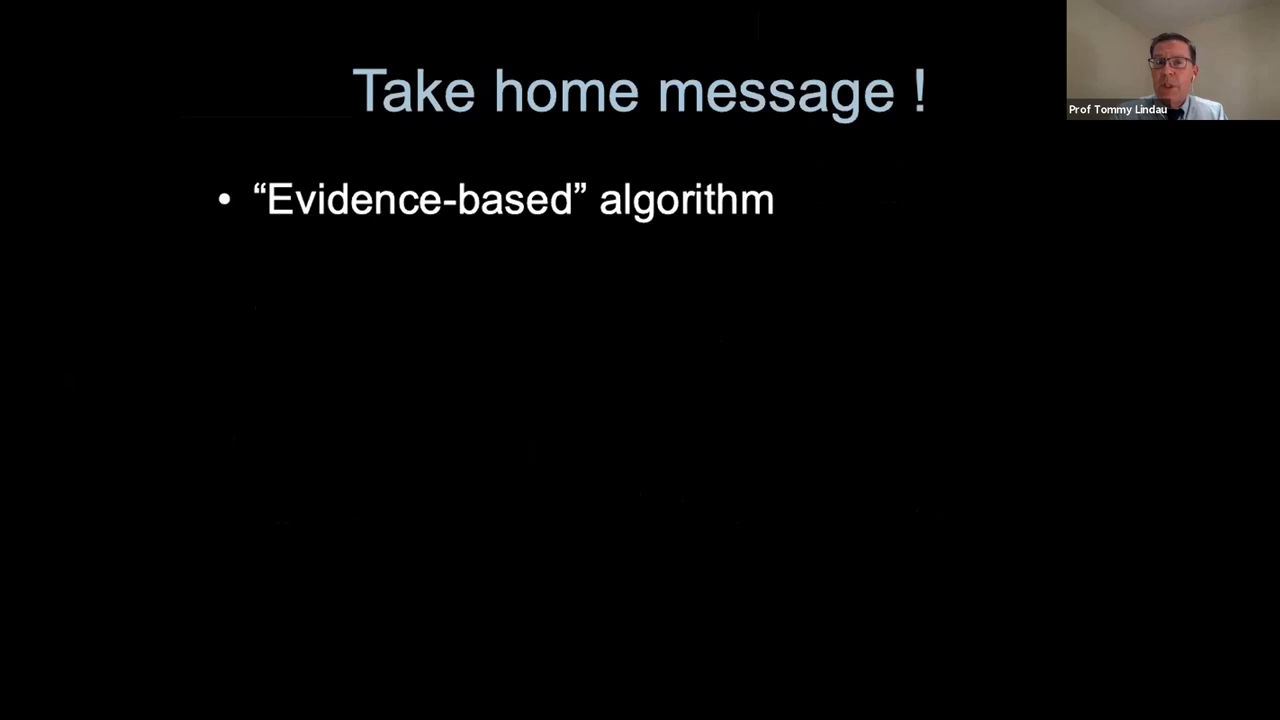 Take home message !
Prof Tommy Lindau
• “Evidence-based” algorithm